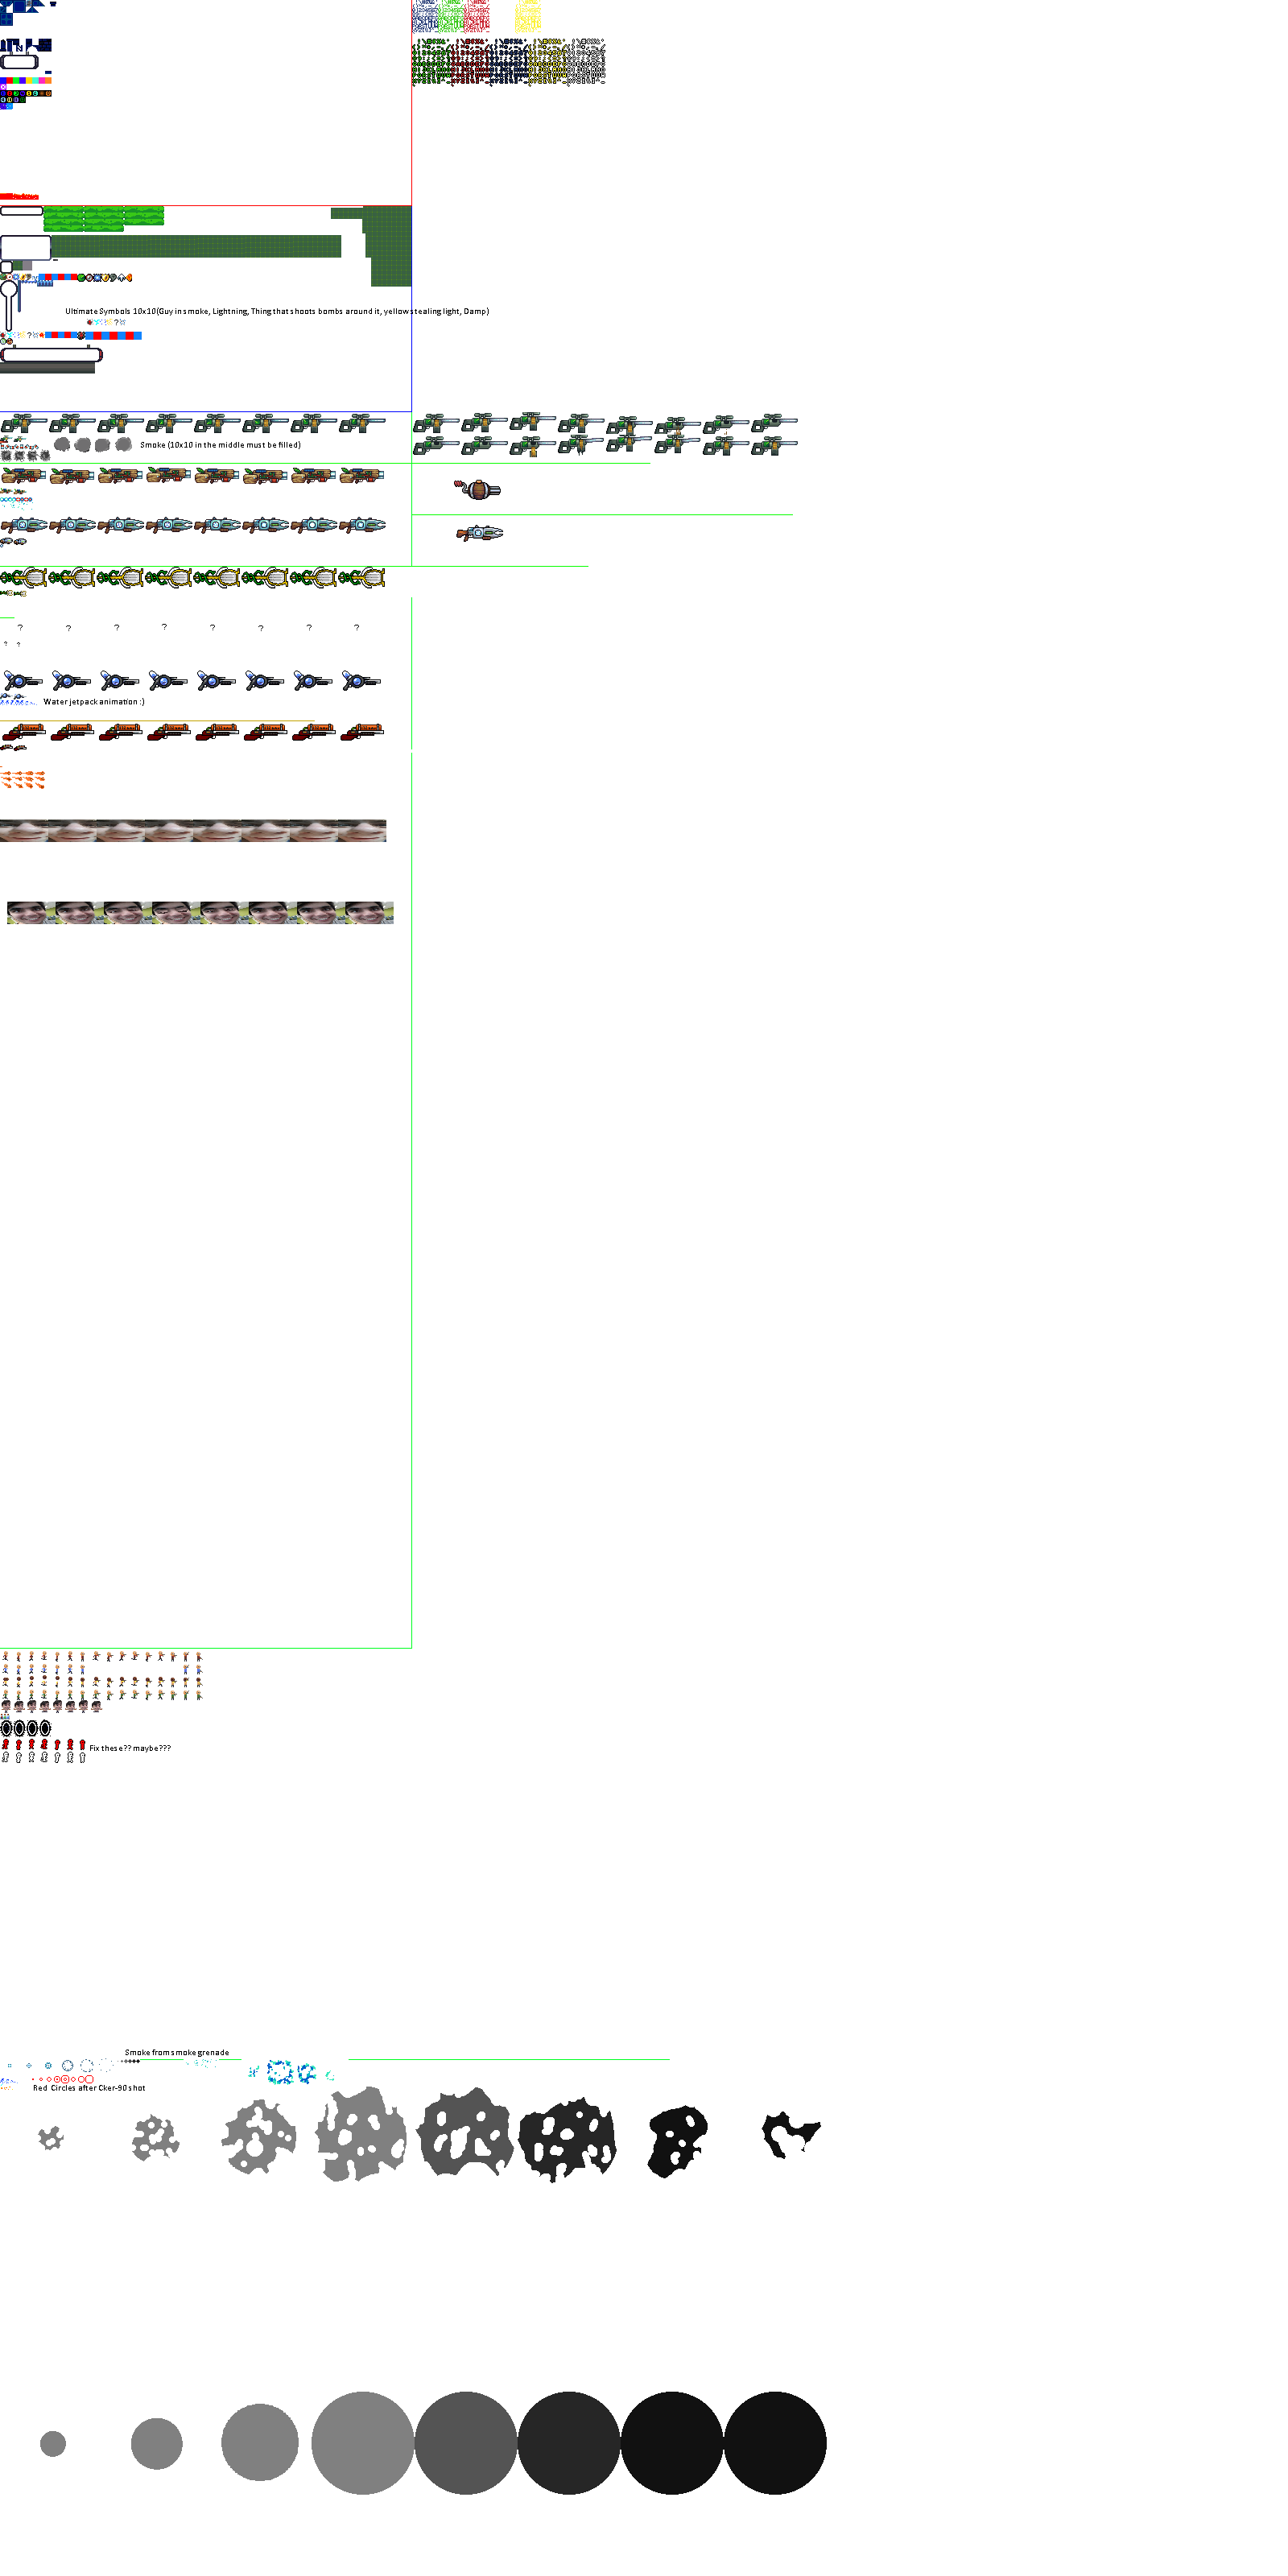 Ultimate Symbols 10x10(Guy in smoke, Lightning, Thing that shoots bombs around it, yellow stealing light, Damp)
Smoke (10x10 in the middle must be filled)
? ? ? ? ? ? ? ?
? ?
Water jetpack animation :)
Fix these?? maybe???
Smoke from smoke grenade
Red Circles after Cker-90 shot